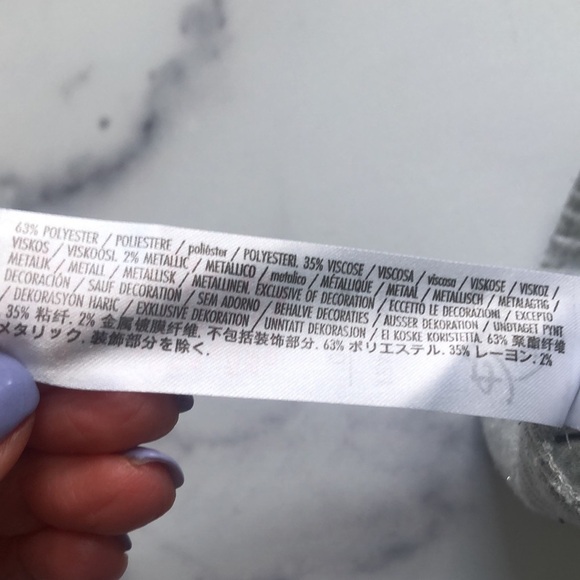 63% POLYESTER / POLIESTERE / poliéster / POLYESTERI. 35% VISCOSE / VISCOSA / viscosa / VISKOSE / VISKOZ /
VISKOS / VISKOOSI. 2% METALLIC / METÁLICO / metalico / MÉTALLIQUE / METAAL / METALLISCH / METALAGTIG /
METALIK / METALL / METALLISK / METALLINEN. EXCLUSIVE OF DECORATION / ECCETTO LE DECORAZIONI / EXCEPTO
DECORACIÓN / SAUF DECORATION / SEM ADORNO / BEHALVE DECORATIES / AUSSER DEKORATION / UNDTAGET PYNT
/ DEKORASYON HARIC / EXKLUSIVE DEKORATION / UNNTATT DEKORASJON / EI KOSKE KORISTETTA. 63% 聚酯纤维
35% 粘纤. 2% 金属镀膜纤维. 不包括装饰部分. 63% ポリエステル. 35% レーヨン. 2%
メタリック. 装飾部分を除く.